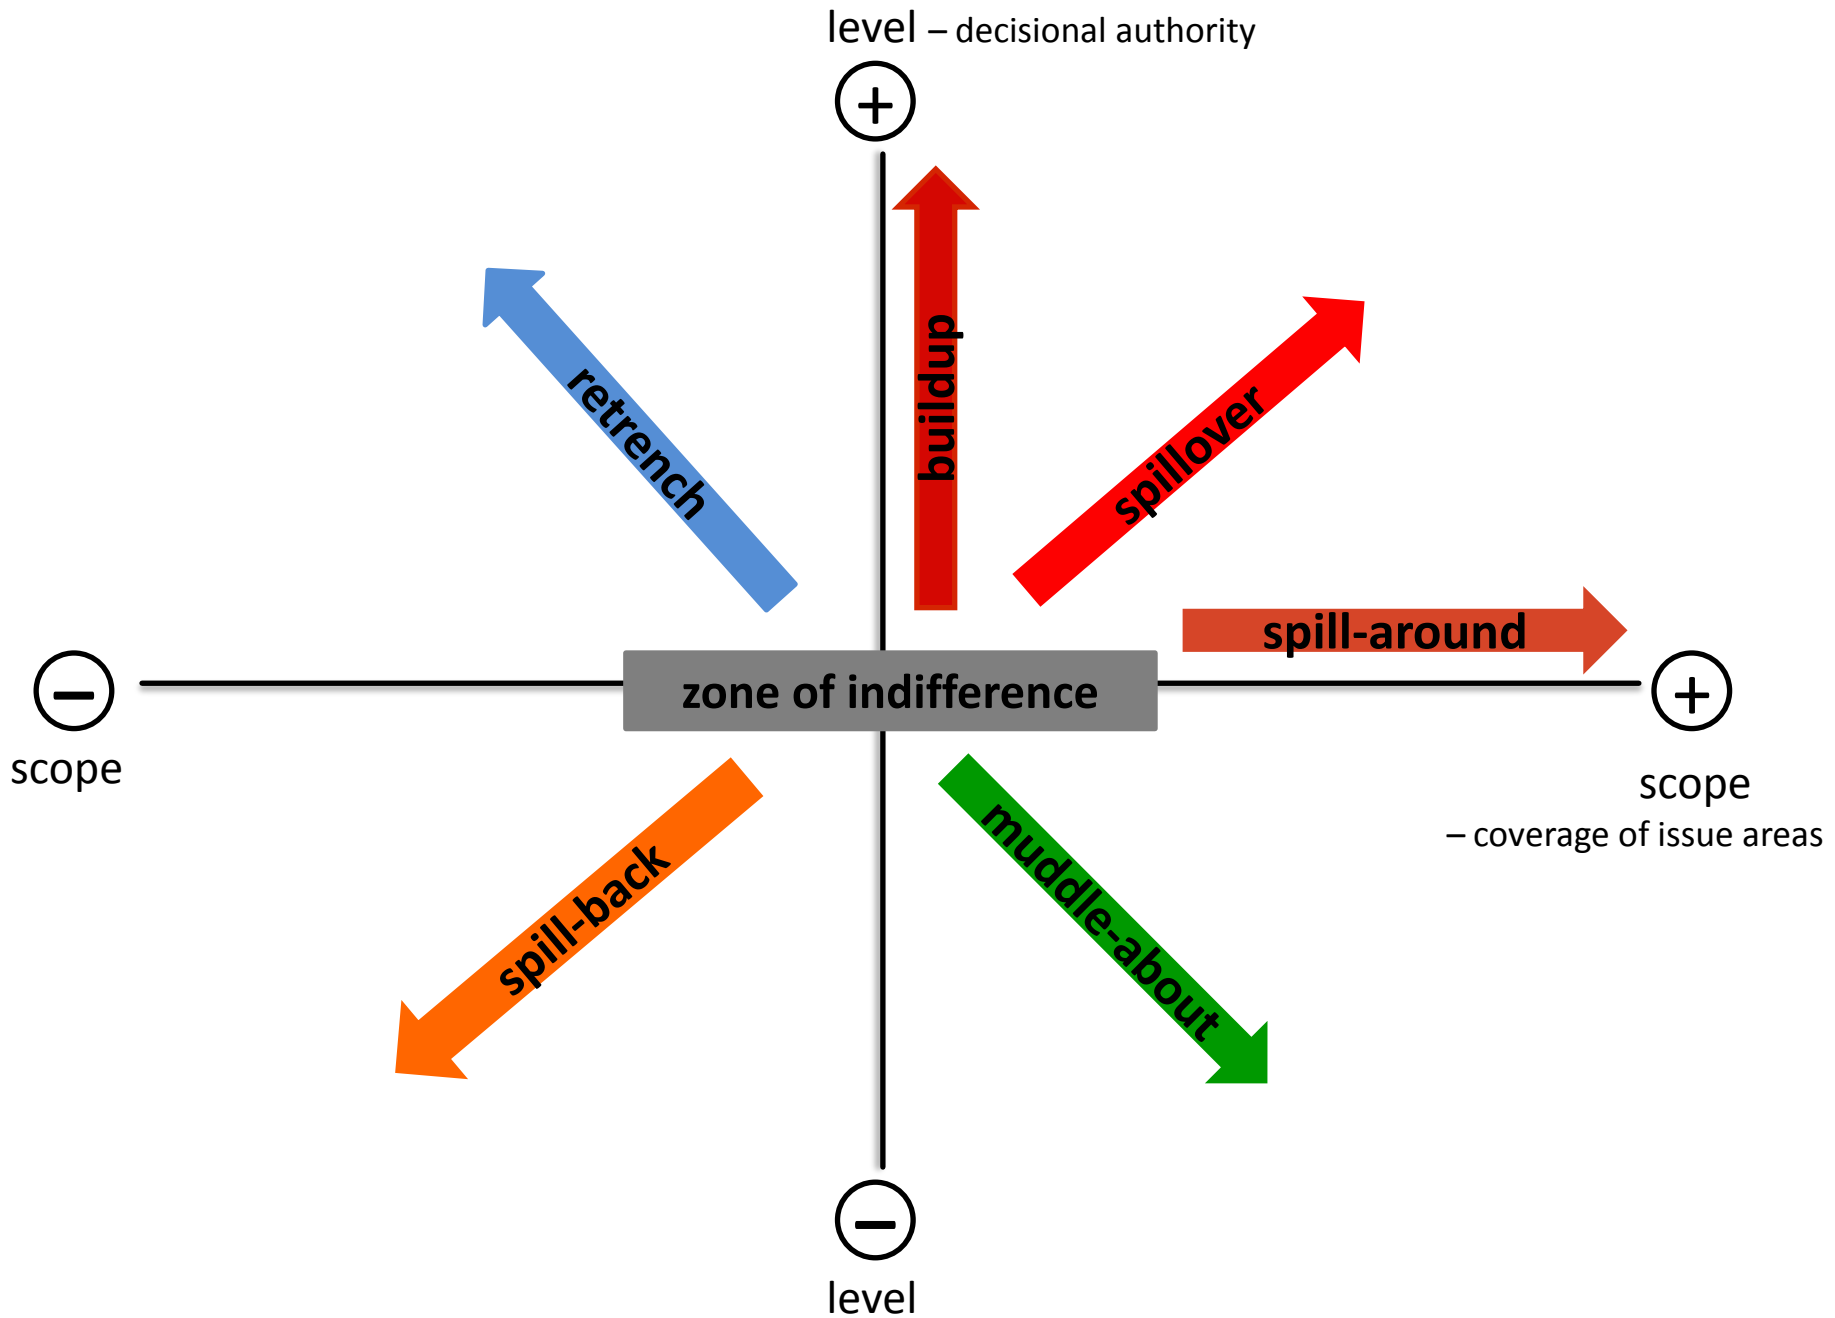 level – decisional authority
+
buildup
retrench
spillover
spill-around
zone of indifference
–
+
scope
scope
– coverage of issue areas
spill-back
muddle-about
–
level